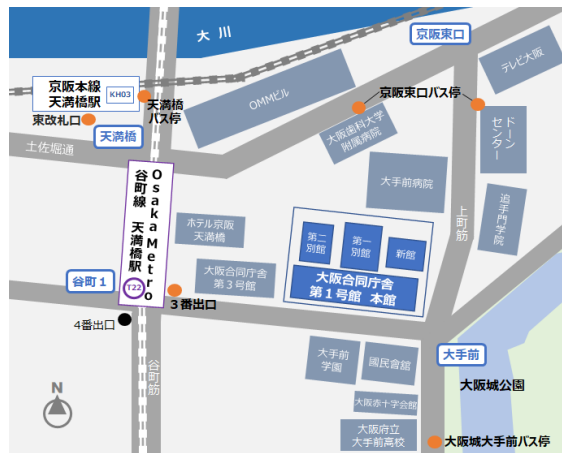 大川
京阪東口
テレビ大阪
京阪本線
天満橋駅
KH03
天満橋
バス停
東改札口
天満橋
OMMビル
京阪東口バス停
大阪歯科大学
附属病院
ドーン
センター
土佐堀通
大手前病院
上町筋
追手門学院
Osaka Metro
谷町線 天満橋駅
T22
ホテル京阪
天満橋
第二別館
第一別館
新館
大阪合同庁舎
第1号館 本館
大阪合同庁舎
第3号館
谷町1
3番出口
4番出口
谷町筋
大手前
大手前
学園
國民會館
大阪城公園
大阪赤十字会館
大阪府立
大手前高校
大阪城大手前バス停
N